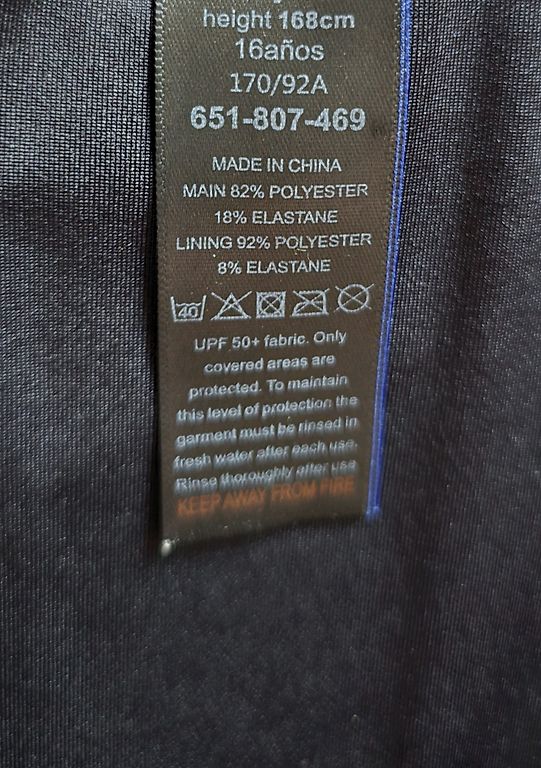 height 168cm
16años
170/92A
651-807-469
MADE IN CHINA
MAIN 82% POLYESTER
18% ELASTANE
LINING 92% POLYESTER
8% ELASTANE
40
UPF 50+ fabric. Only
covered areas are
protected. To maintain
this level of protection the
garment must be rinsed in
fresh water after each use.
Rinse thoroughly after use
KEEP AWAY FROM FIRE